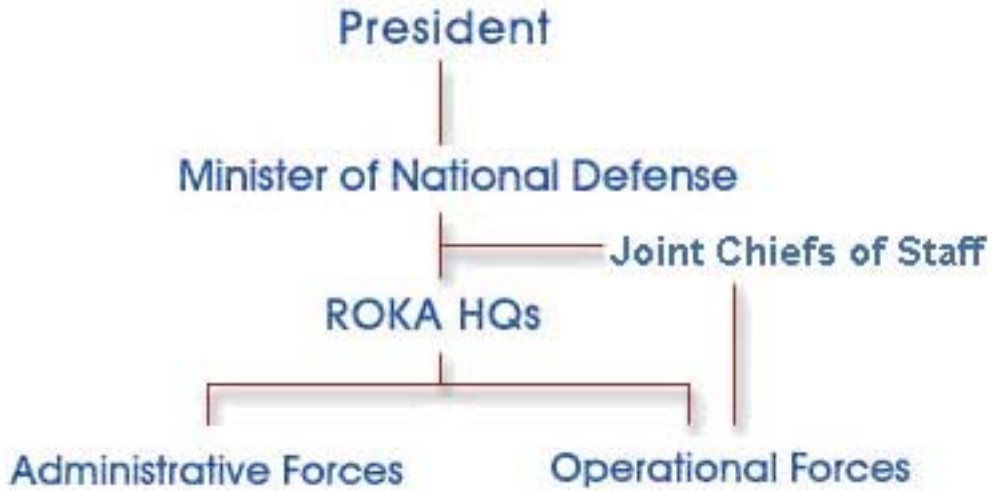 President
Minister of National Defense
Joint Chiefs of Staff
ROKA HQs
Administrative Forces
Operational Forces